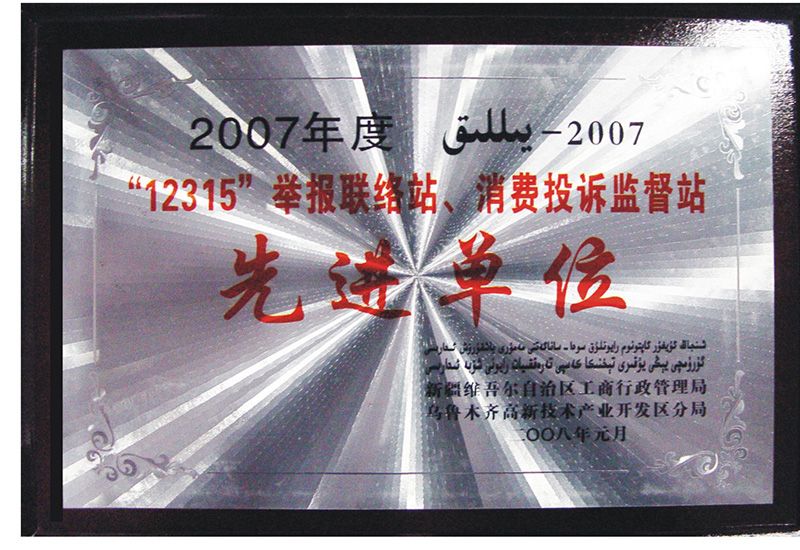 2007年度 2007-يىللىق
“12315”举报联络站、消费投诉监督站
先进单位
新疆维吾尔自治区工商行政管理局
乌鲁木齐高新技术产业开发区分局
二〇〇八年元月